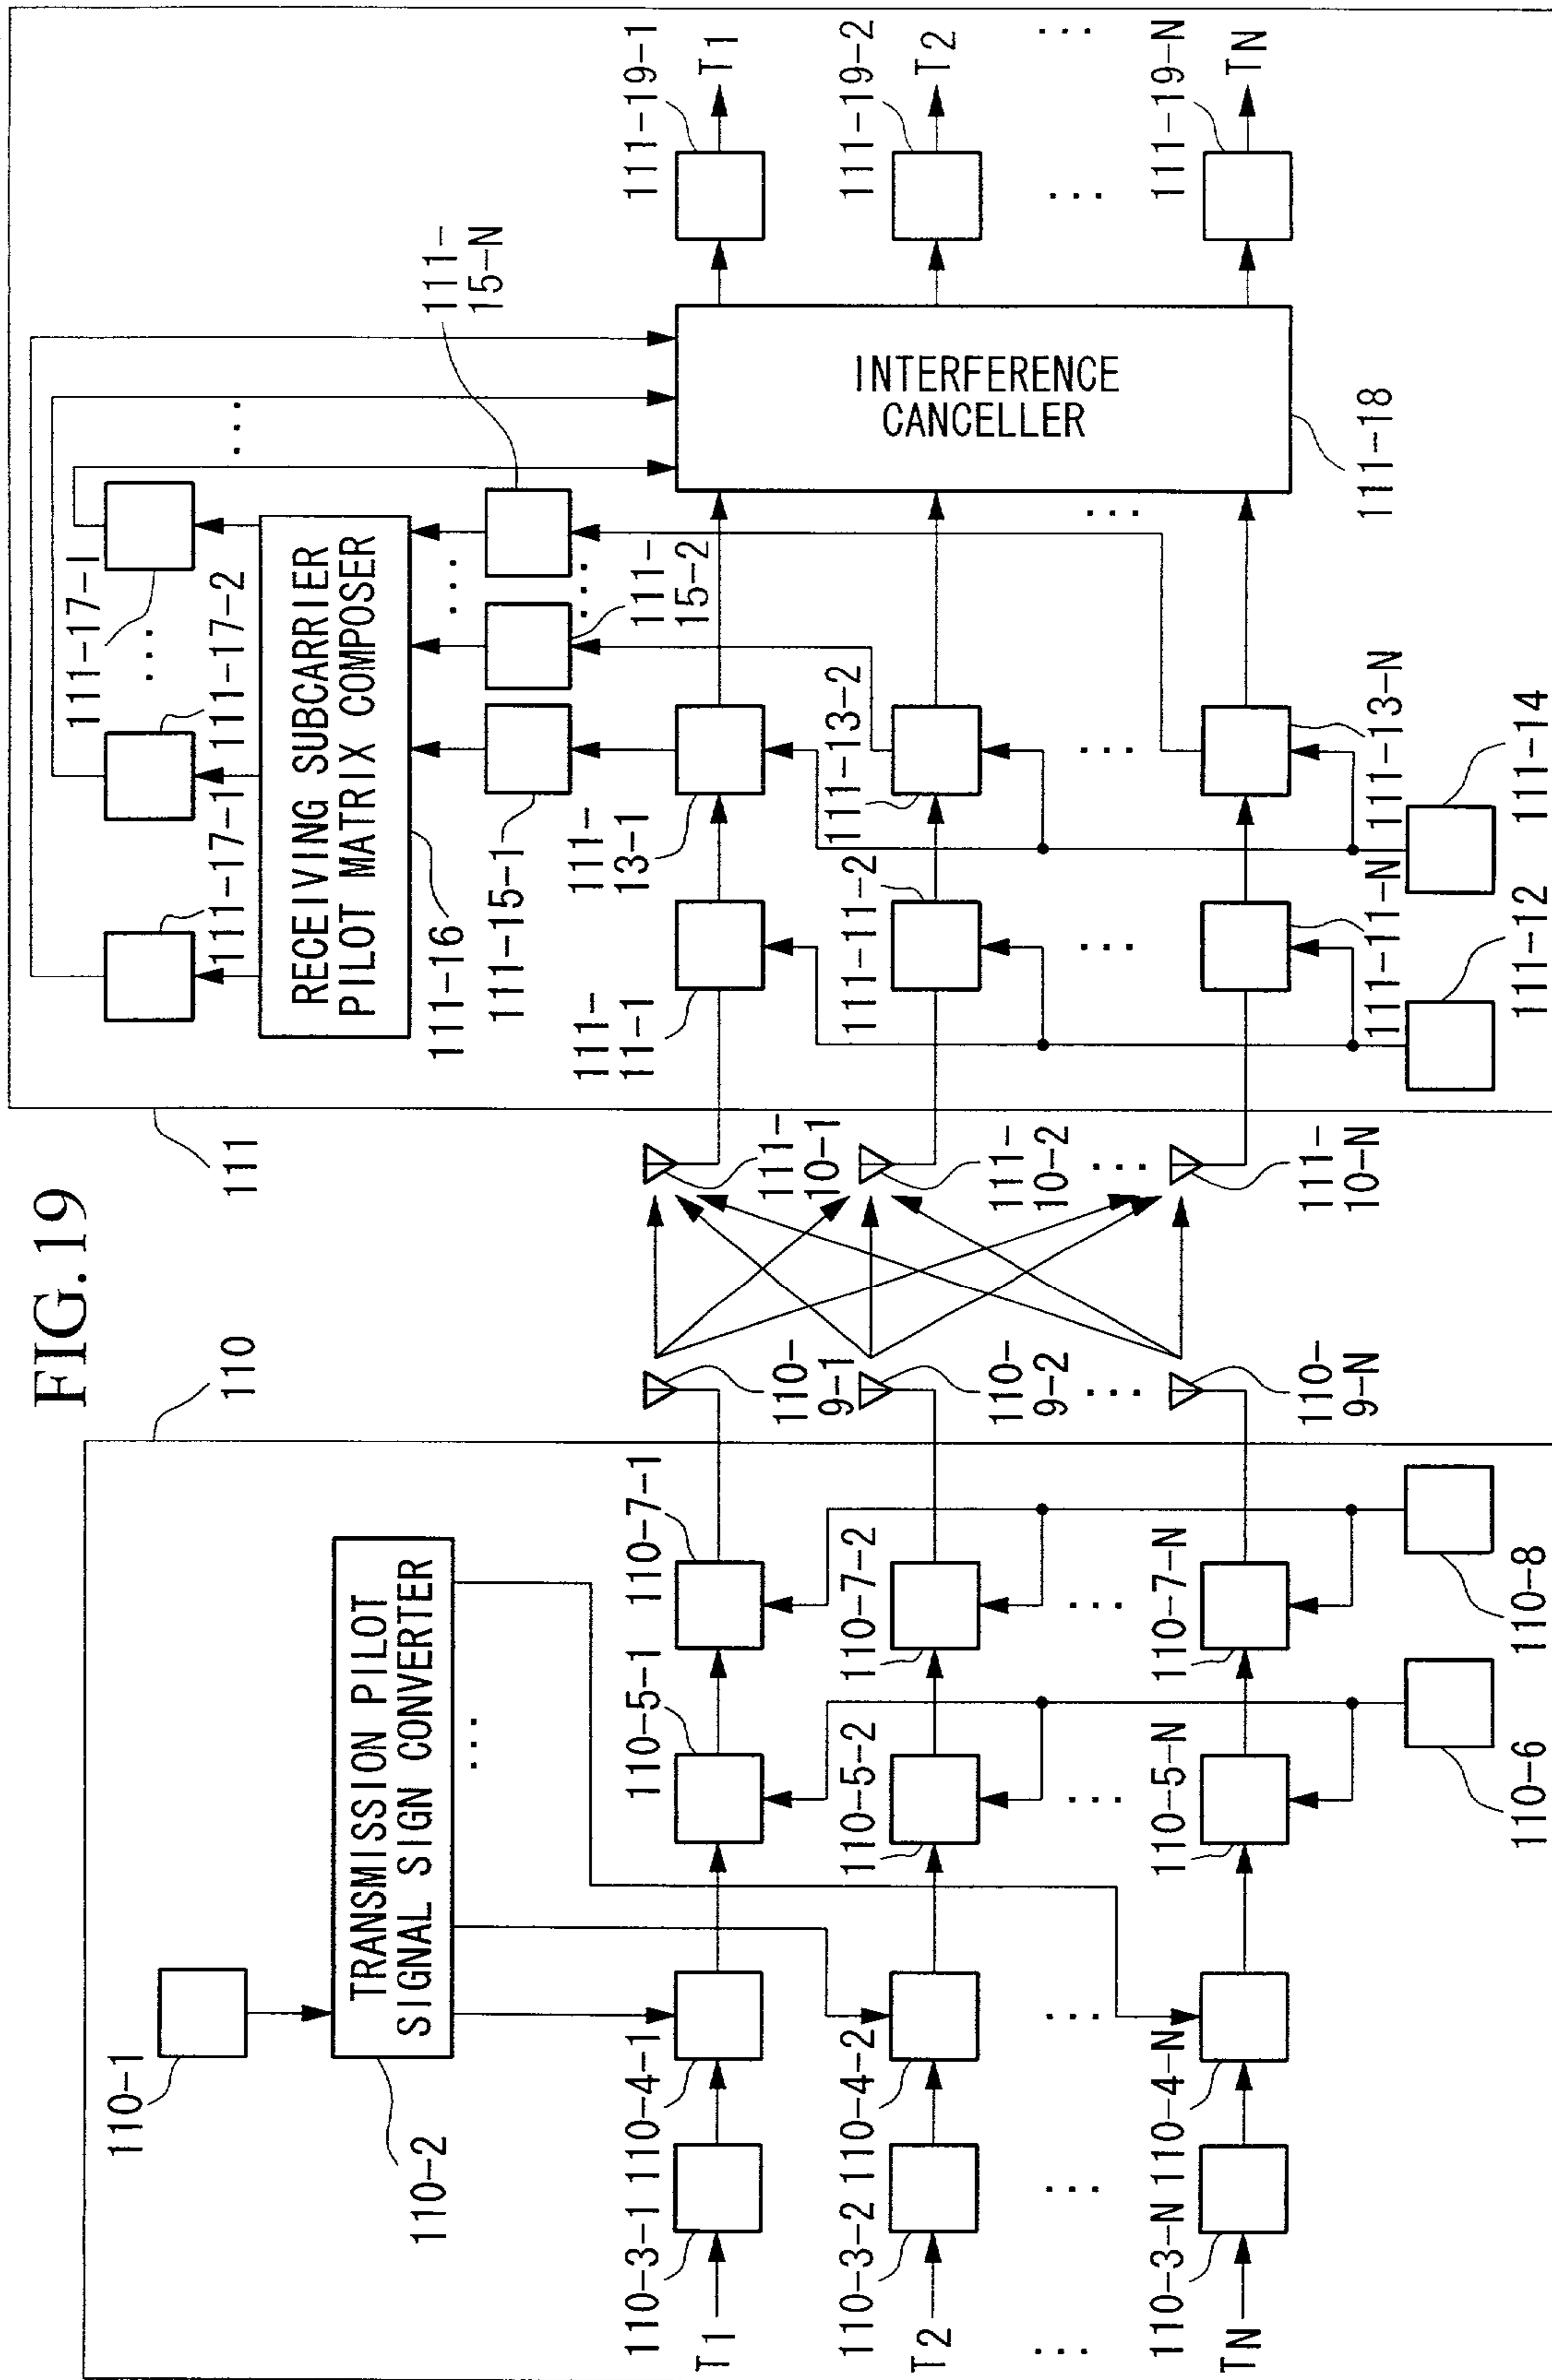 FIG.19
110
110-1
TRANSMISSION PILOT
SIGNAL SIGN CONVERTER
110-2
...
T1
110-3-1
110-4-1
110-5-1
110-7-1
110-
9-1
T2
110-3-2
110-4-2
110-5-2
110-7-2
110-
9-2
...
...
...
...
...
...
TN
110-3-N
110-4-N
110-5-N
110-7-N
110-
9-N
110-6
110-8
111
111-17-1
111-17-2
...
111-17-l
...
RECEIVING SUBCARRIER
PILOT MATRIX COMPOSER
111-16
...
111-15-1
111-
15-2
...
111-
15-N
111-
10-1
111-
11-1
111-
13-1
INTERFERENCE
CANCELLER
111-18
111-19-1
T1
111-
10-2
111-11-2
111-13-2
111-19-2
T2
...
...
...
...
...
...
111-
10-N
111-11-N
111-13-N
111-19-N
TN
111-12
111-14